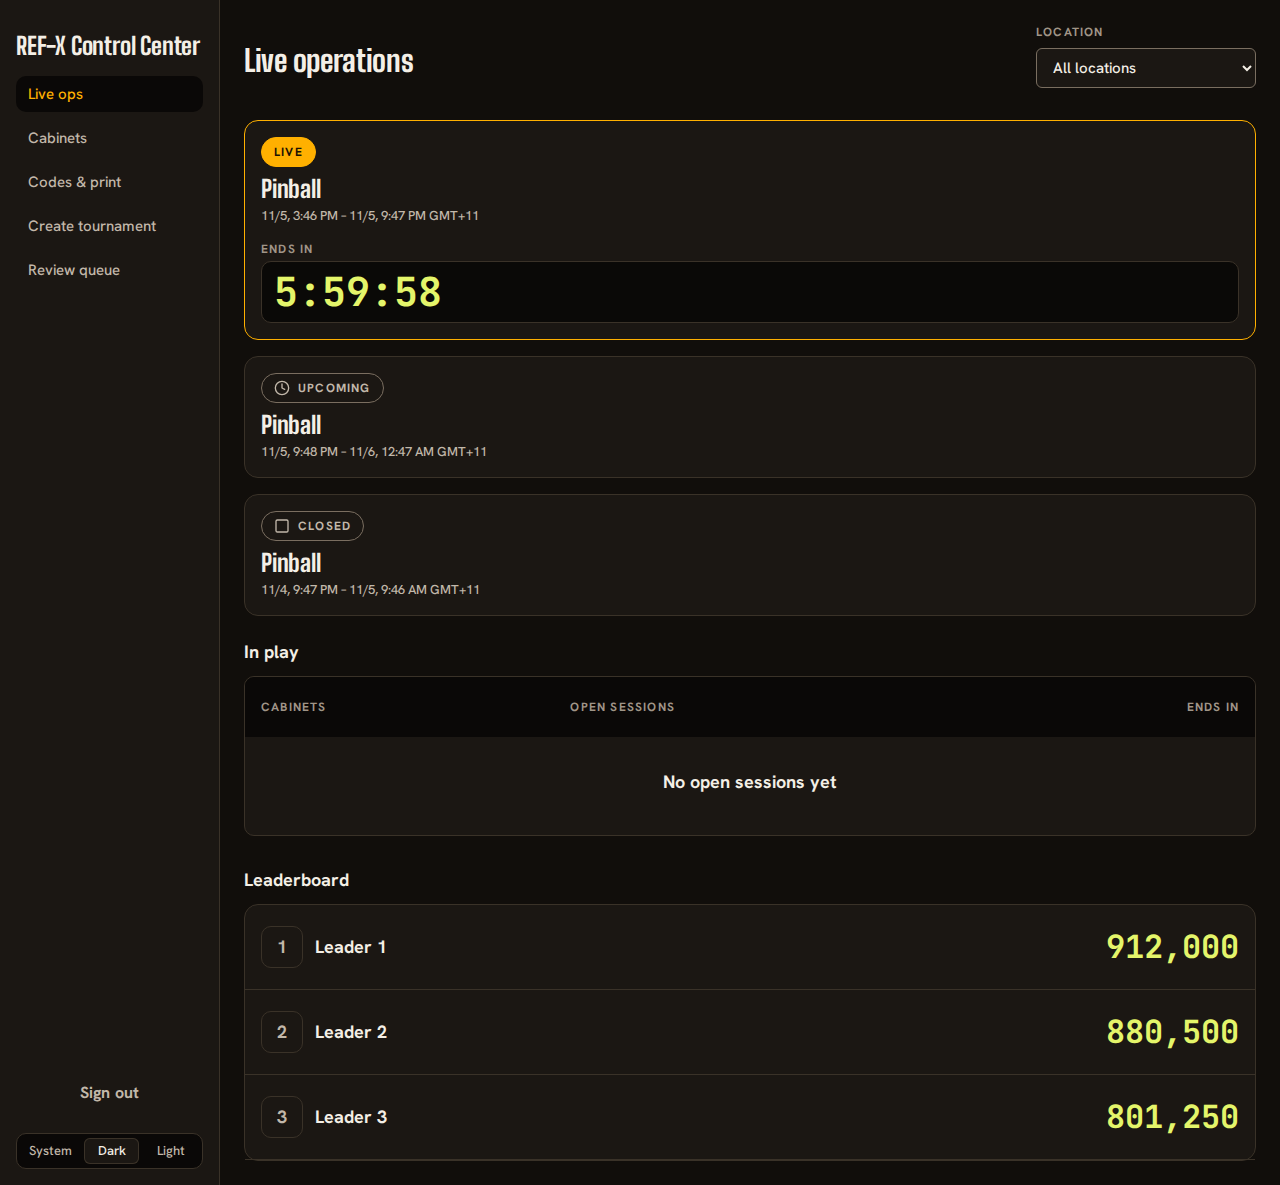 REF-X Control Center
Live ops
Cabinets
Codes & print
Create tournament
Review queue
Sign out
System Dark Light
Live operations
LOCATION
All locations
LIVE
Pinball
11/5, 3:46 PM – 11/5, 9:47 PM GMT+11
ENDS IN
5:59:58
UPCOMING
Pinball
11/5, 9:48 PM – 11/6, 12:47 AM GMT+11
CLOSED
Pinball
11/4, 9:47 PM – 11/5, 9:46 AM GMT+11
In play
CABINETS OPEN SESSIONS ENDS IN
No open sessions yet
Leaderboard
1 Leader 1 912,000
2 Leader 2 880,500
3 Leader 3 801,250